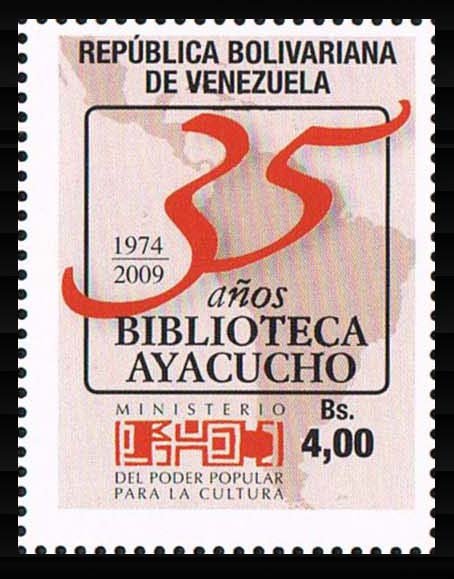 REPÚBLICA BOLIVARIANA
DE VENEZUELA
35
1974
2009
años
BIBLIOTECA
AYACUCHO
MINISTERIO
DEL PODER POPULAR
PARA LA CULTURA
Bs.
4,00